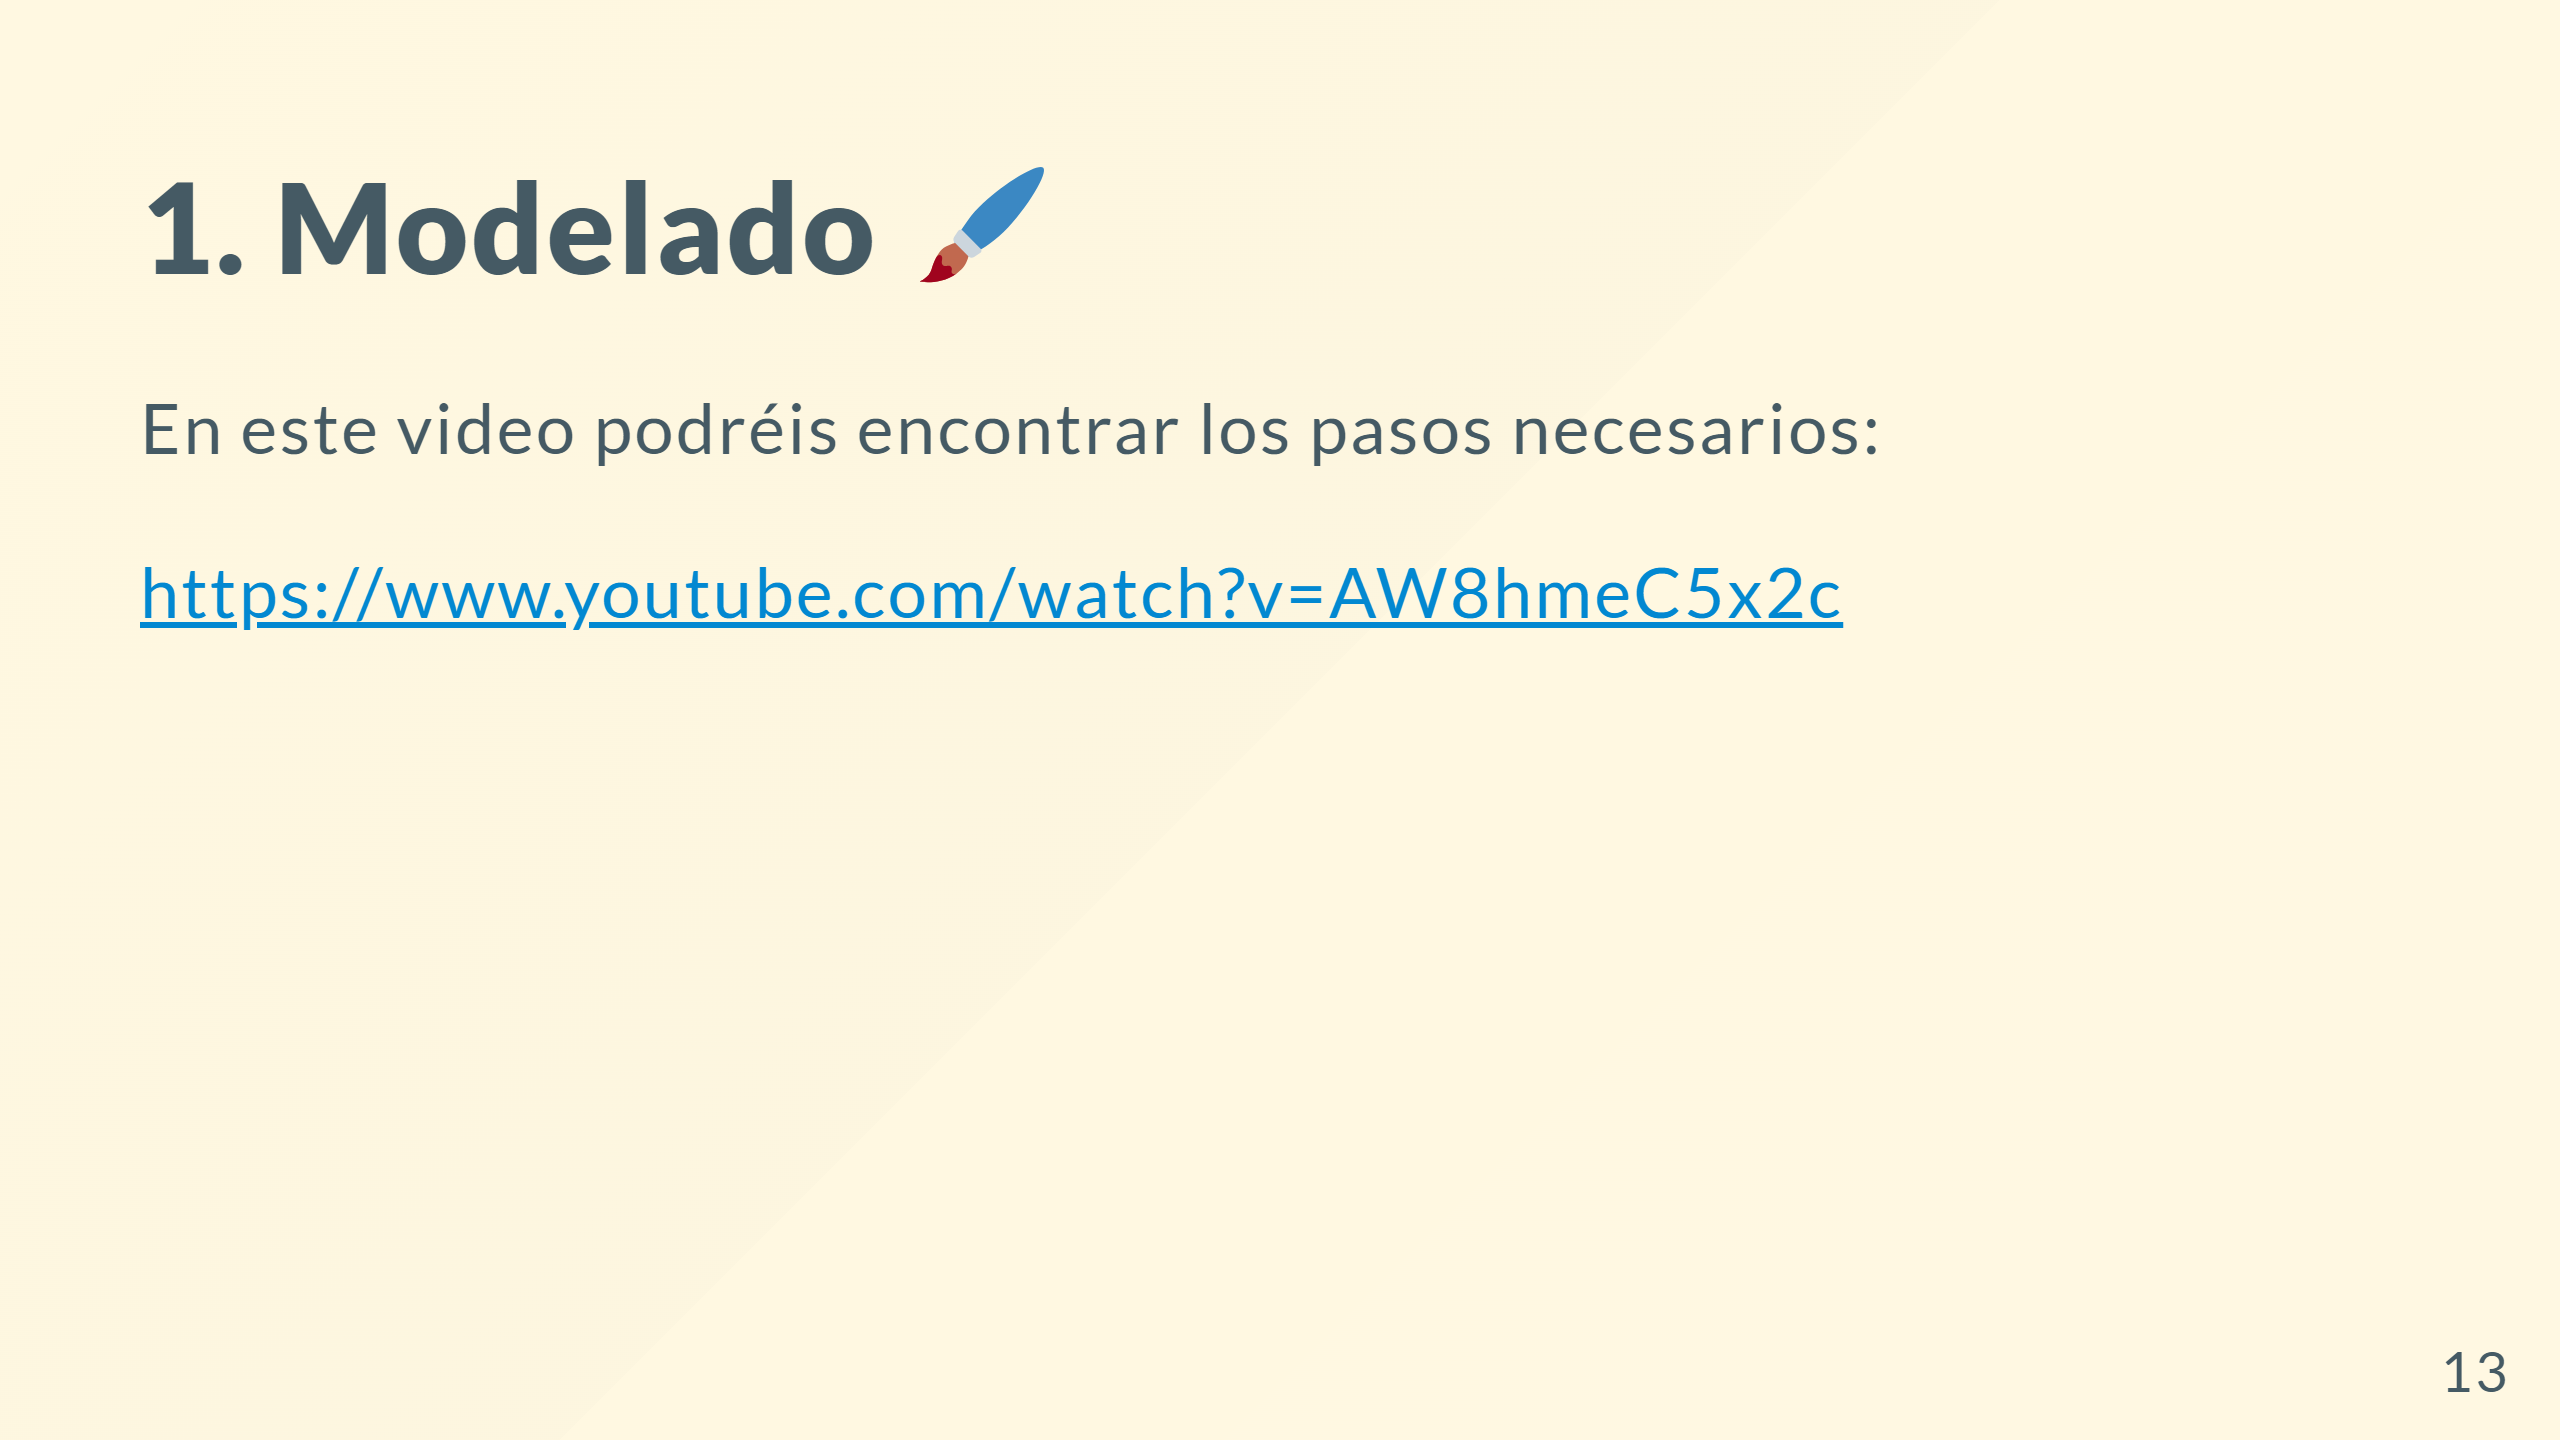 1. Modelado 🖌️
En este video podréis encontrar los pasos necesarios:
https://www.youtube.com/watch?v=AW8hmeC5x2c
13